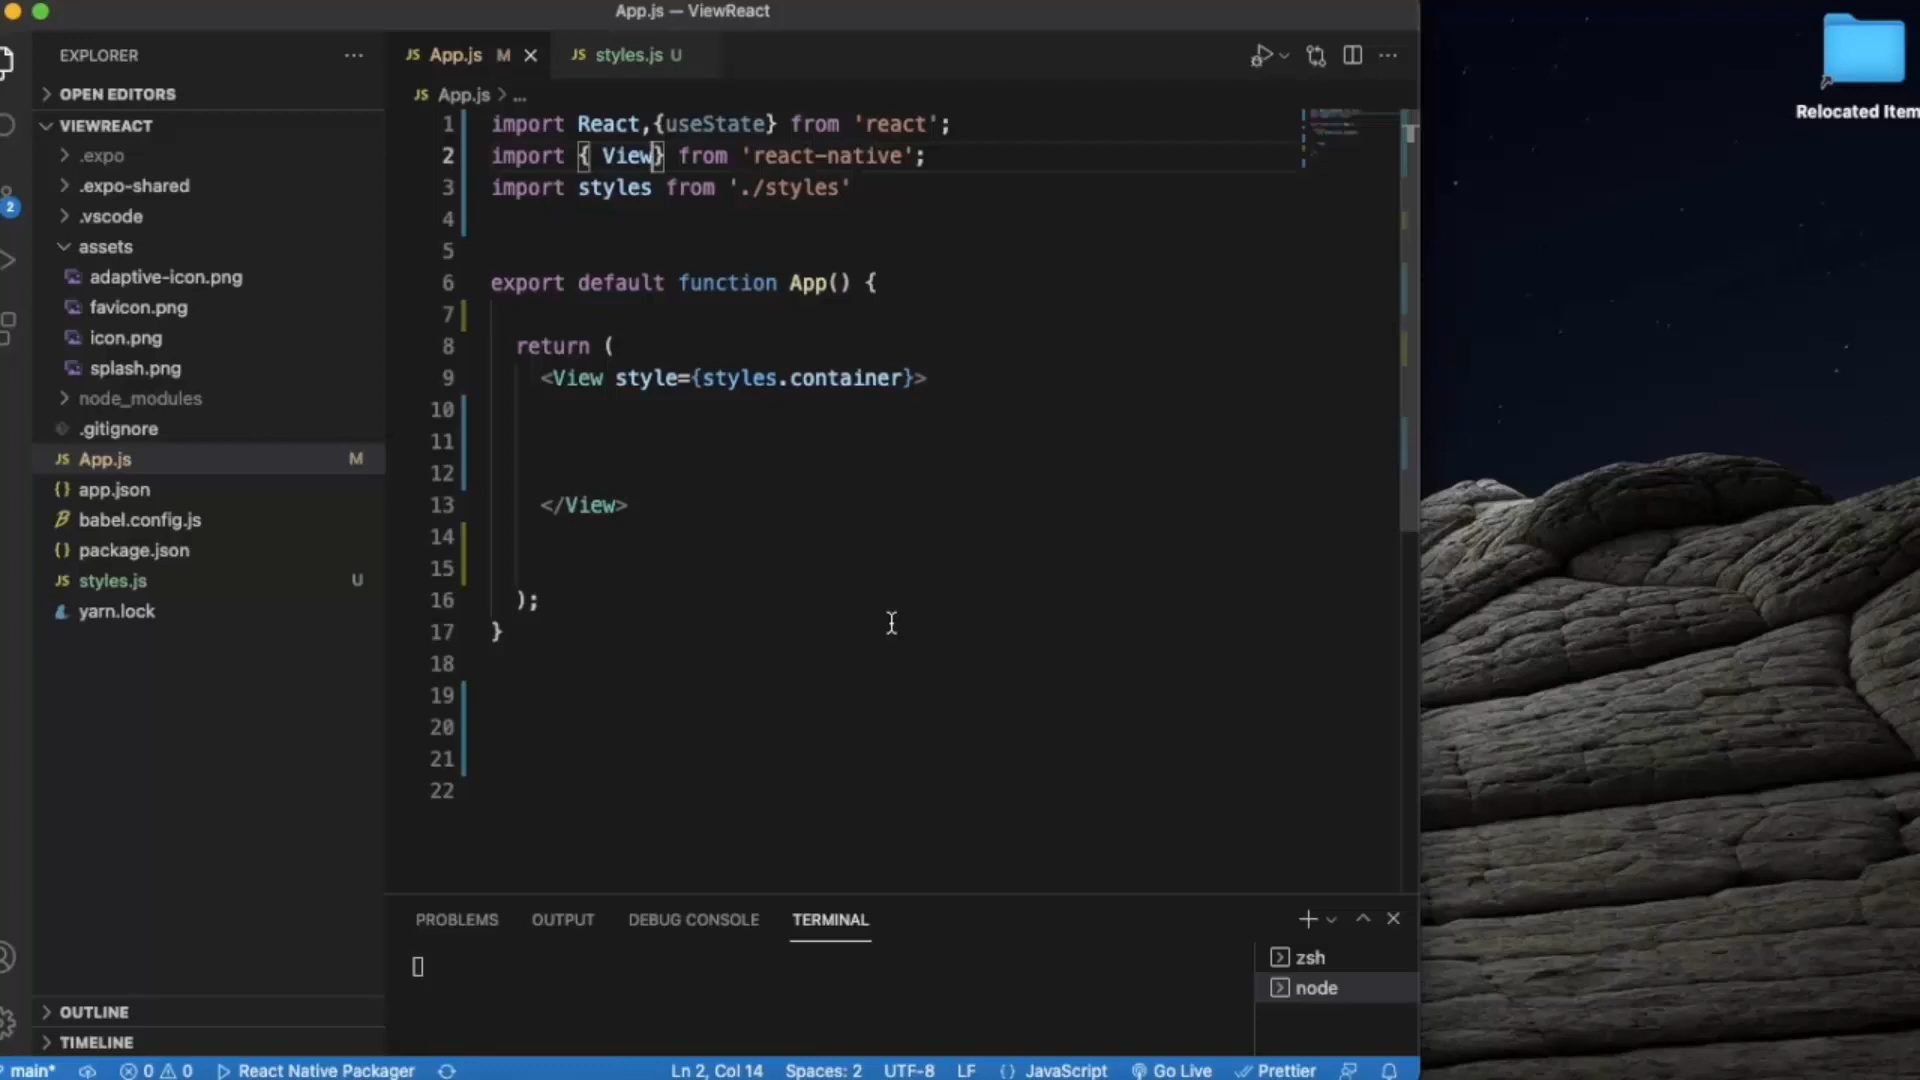 App.js — ViewReact
EXPLORER
OPEN EDITORS
VIEWREACT
.expo
.expo-shared
.vscode
assets
adaptive-icon.png
favicon.png
icon.png
splash.png
node_modules
.gitignore
JS App.js M
{} app.json
babel.config.js
{} package.json
JS styles.js U
yarn.lock
OUTLINE
TIMELINE
2
JS App.js M
JS styles.js U
JS App.js > ...
1 import React,{useState} from 'react';
2 import { View} from 'react-native';
3 import styles from './styles'
4
5
6 export default function App() {
7
8 return (
9 <View style={styles.container}>
10
11
12
13 </View>
14
15
16 );
17 }
18
19
20
21
22
PROBLEMS OUTPUT DEBUG CONSOLE TERMINAL
zsh
node
main* 0 0 React Native Packager Ln 2, Col 14 Spaces: 2 UTF-8 LF {} JavaScript Go Live Prettier
Relocated Item